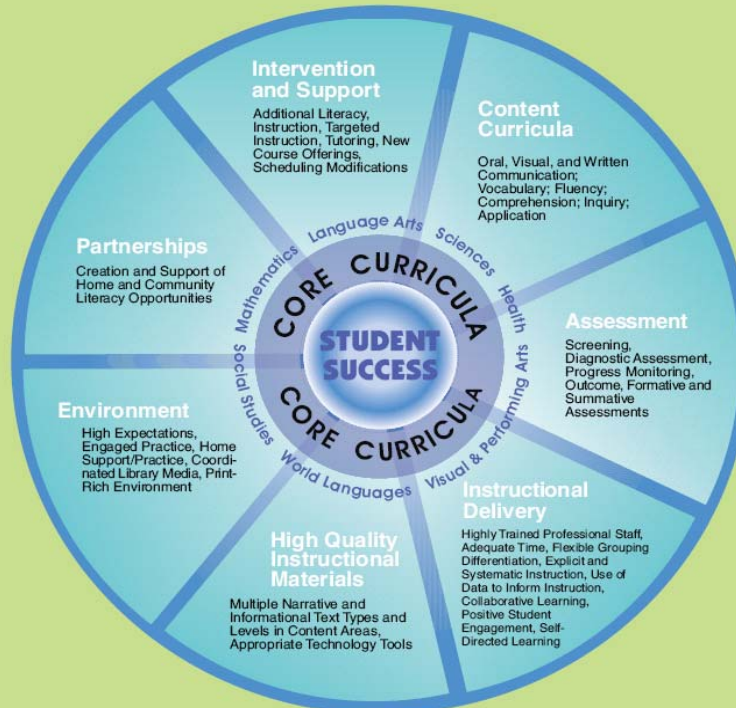 Intervention
and Support
Additional Literacy,
Instruction, Targeted
Instruction, Tutoring, New
Course Offerings,
Scheduling Modifications
Content
Curricula
Oral, Visual, and Written
Communication;
Vocabulary; Fluency;
Comprehension; Inquiry;
Application
Partnerships
Creation and Support of
Home and Community
Literacy Opportunities
Assessment
Screening,
Diagnostic Assessment,
Progress Monitoring,
Outcome, Formative and
Summative
Assessments
Environment
High Expectations,
Engaged Practice, Home
Support/Practice, Coordi-
nated Library Media, Print-
Rich Environment
High Quality
Instructional
Materials
Multiple Narrative and
Informational Text Types and
Levels in Content Areas,
Appropriate Technology Tools
Instructional
Delivery
Highly Trained Professional Staff,
Adequate Time, Flexible Grouping
Differentiation, Explicit and
Systematic Instruction, Use of
Data to Inform Instruction,
Collaborative Learning,
Positive Student
Engagement, Self-
Directed Learning
Social Studies
Mathematics
Language Arts
Sciences
Health
Visual & Performing Arts
World Languages
CORE CURRICULA
STUDENT
SUCCESS
CORE CURRICULA